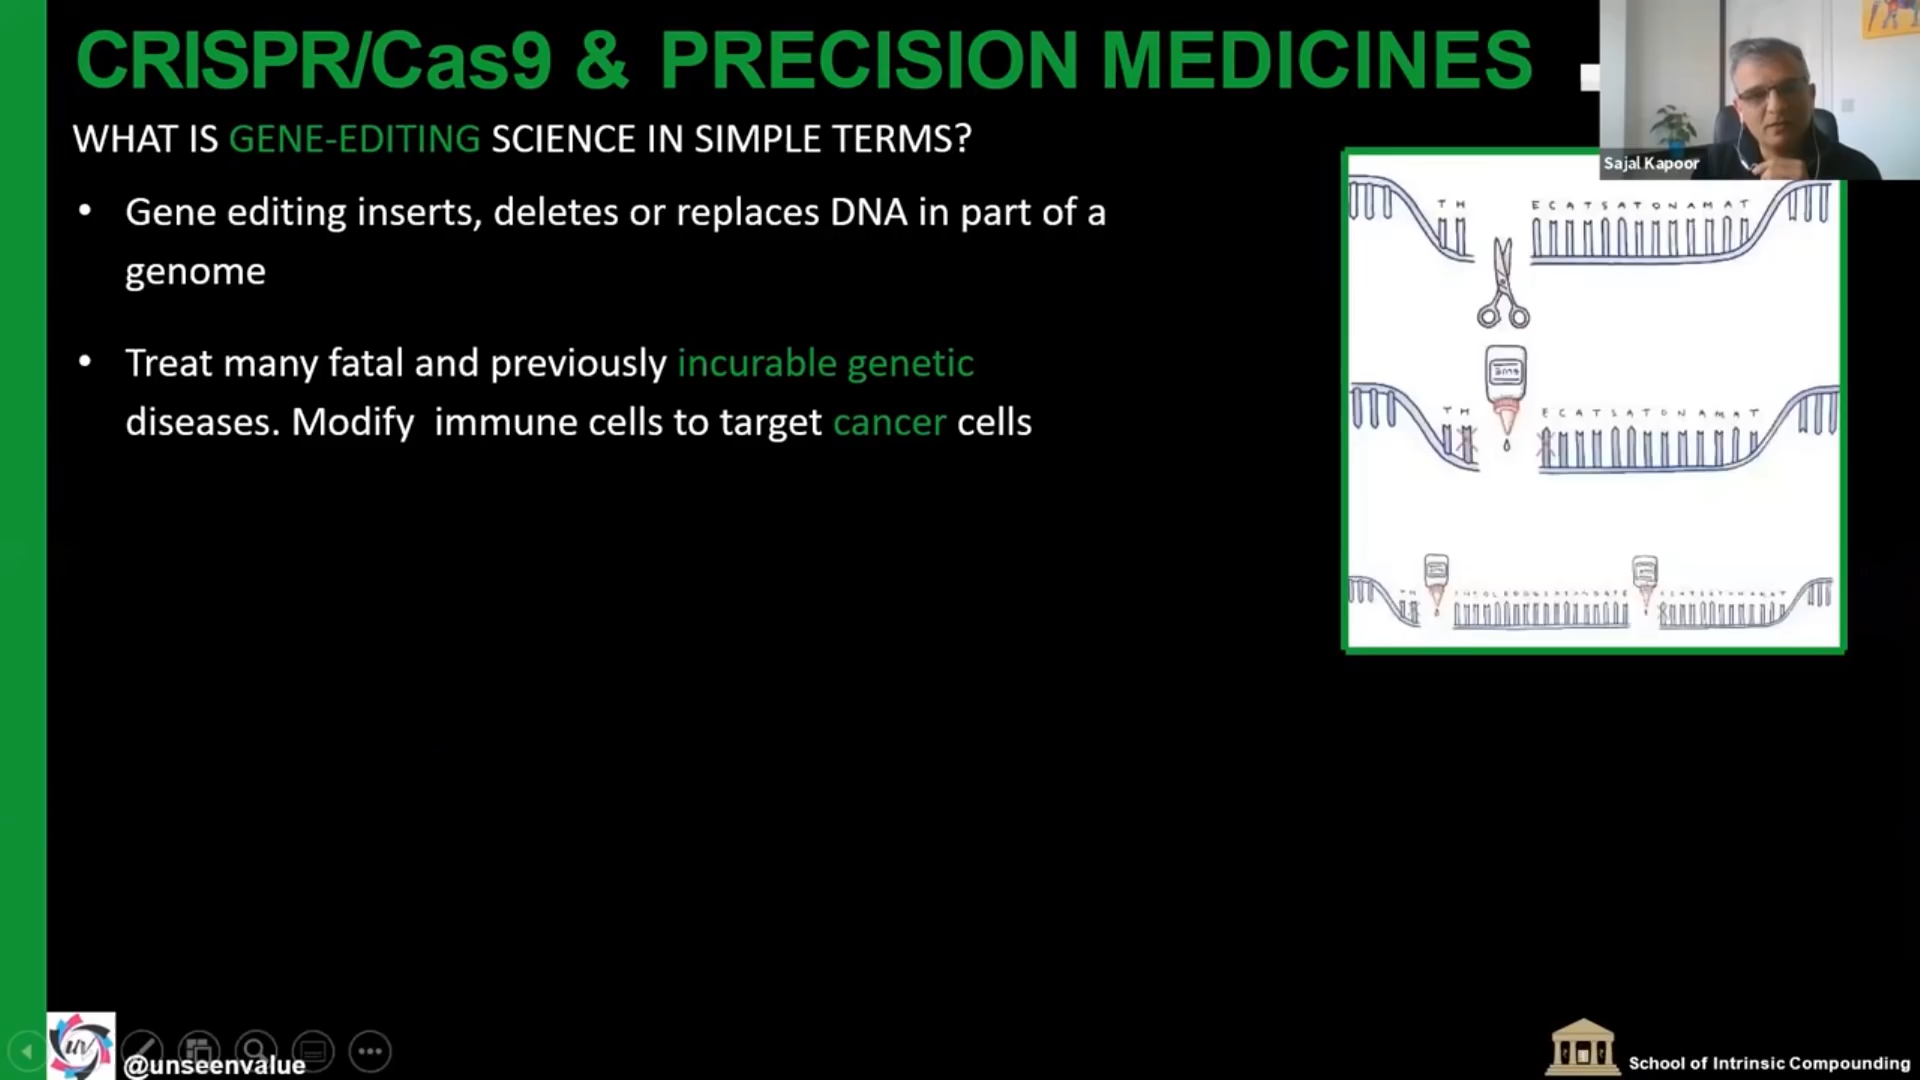 CRISPR/Cas9 & PRECISION MEDICINES
WHAT IS GENE-EDITING SCIENCE IN SIMPLE TERMS?
Sajal Kapoor
• Gene editing inserts, deletes or replaces DNA in part of a
genome
• Treat many fatal and previously incurable genetic
diseases. Modify  immune cells to target cancer cells
T H E C A T S A T O N A M A T
T H E C A T S A T O N A M A T
UV
@unseenvalue
School of Intrinsic Compounding